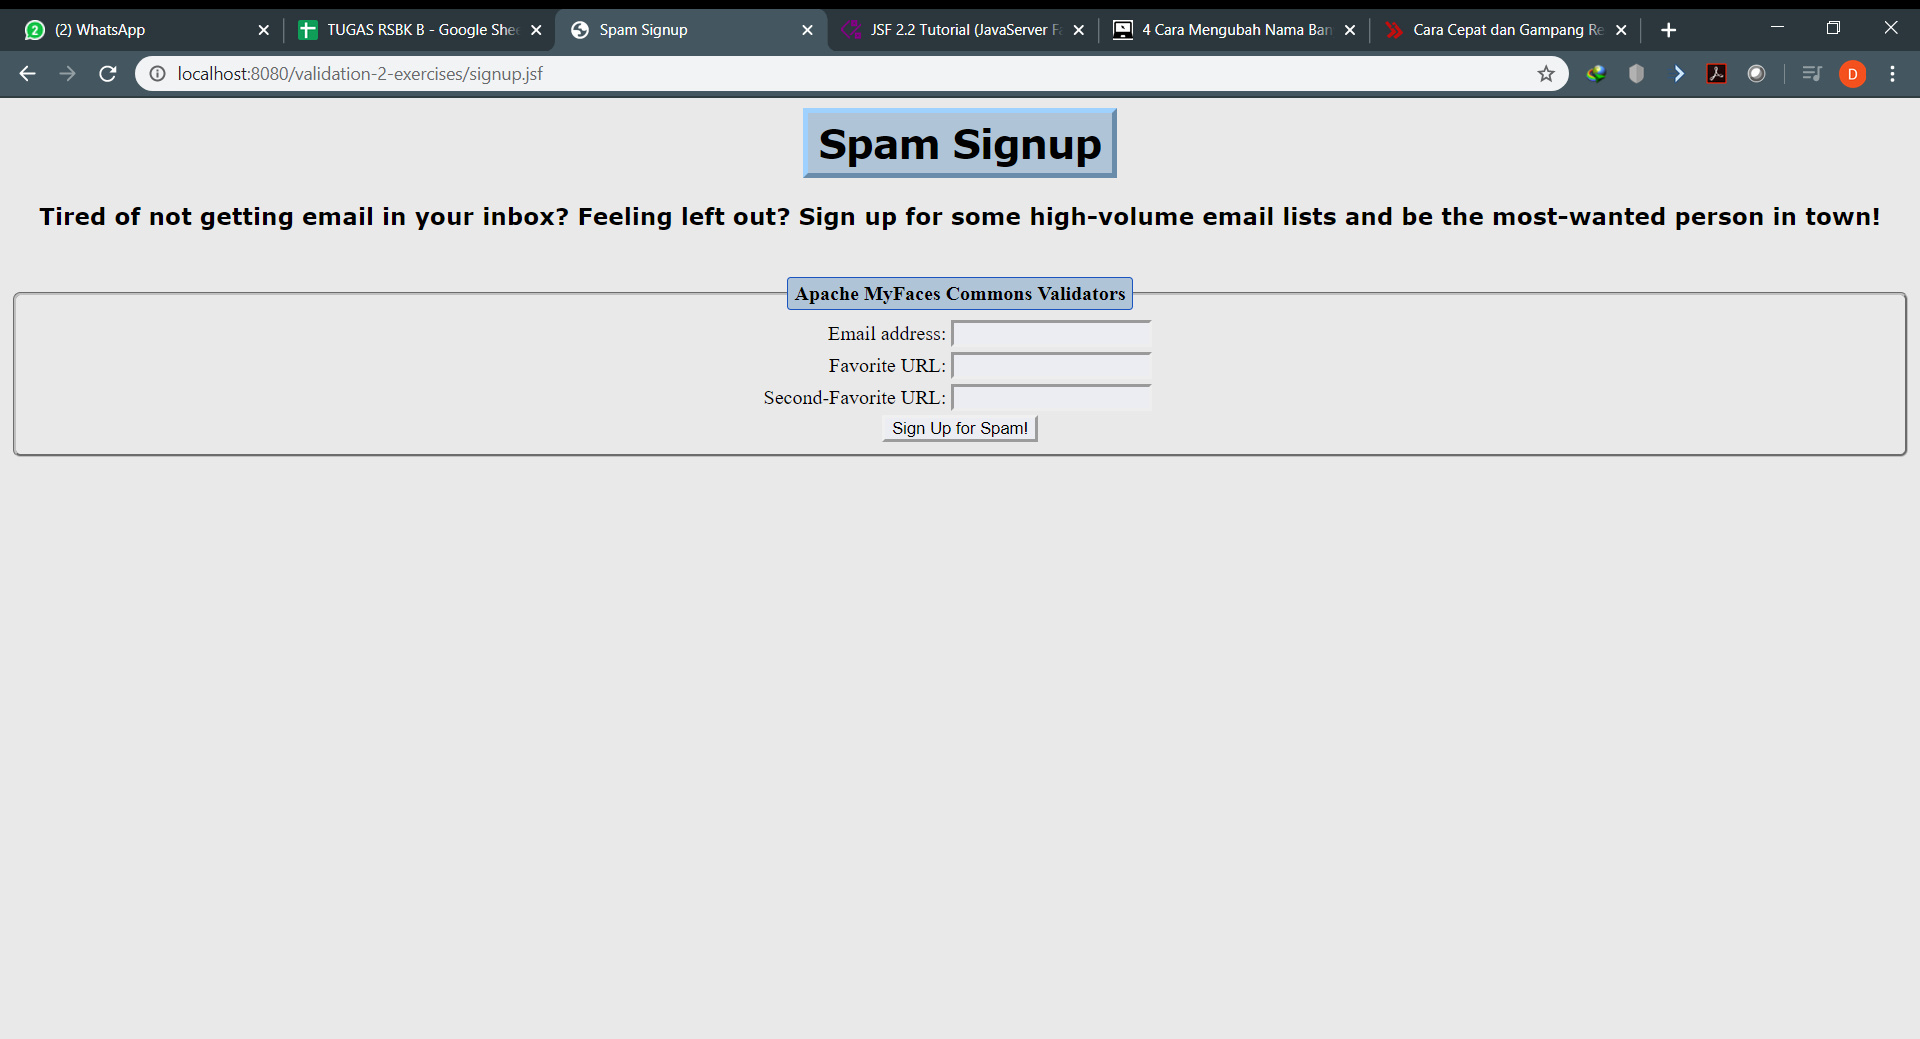 2 (2) WhatsApp
TUGAS RSBK B - Google Shee
Spam Signup
JSF 2.2 Tutorial (JavaServer Fa
4 Cara Mengubah Nama Ban
Cara Cepat dan Gampang Re
localhost:8080/validation-2-exercises/signup.jsf
D
Spam Signup
Tired of not getting email in your inbox? Feeling left out? Sign up for some high-volume email lists and be the most-wanted person in town!
Apache MyFaces Commons Validators
Email address:
Favorite URL:
Second-Favorite URL:
Sign Up for Spam!